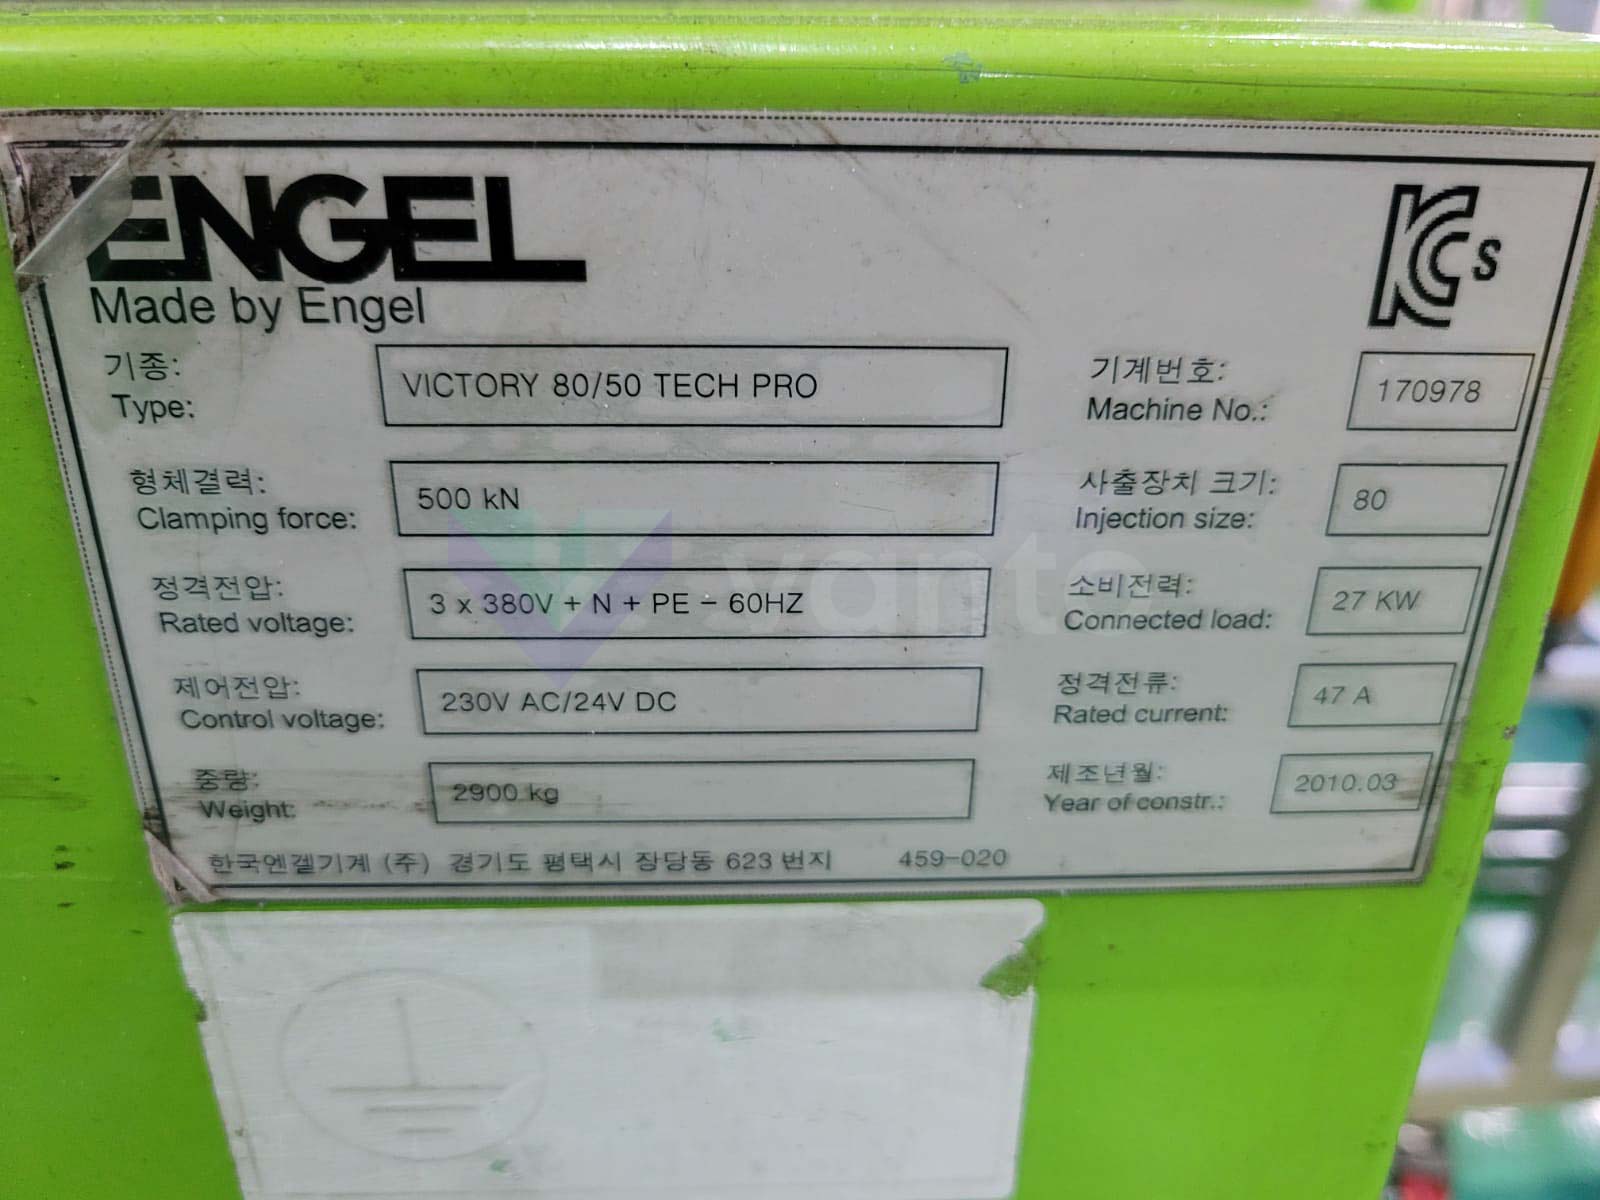 ENGEL
Made by Engel
KCs
기종:
Type:
VICTORY 80/50 TECH PRO
기계번호:
Machine No.:
170978
형체결력:
Clamping force:
500 kN
사출장치 크기:
Injection size:
80
정격전압:
Rated voltage:
3 x 380V + N + PE - 60HZ
소비전력:
Connected load:
27 KW
제어전압:
Control voltage:
230V AC/24V DC
정격전류:
Rated current:
47 A
중량:
Weight:
2900 kg
제조년월:
Year of constr.:
2010.03
한국엔겔기계 (주) 경기도 평택시 장당동 623 번지 459-020
vanto